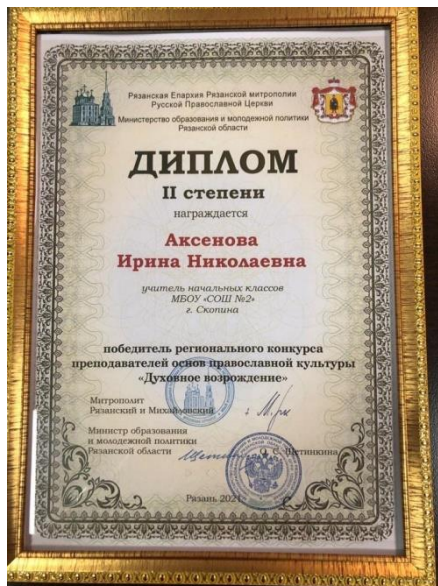 Рязанская Епархия Рязанской митрополии
Русской Православной Церкви
Министерство образования и молодежной политики
Рязанской области
ДИПЛОМ
II степени
награждается
Аксенова
Ирина Николаевна
учитель начальных классов
МБОУ «СОШ №2»
г. Скопина
победитель регионального конкурса
преподавателей основ православной культуры
«Духовное возрождение»
Митрополит
Рязанский и Михайловский
Министр образования
и молодежной политики
Рязанской области
С. Щетинкина
Рязань 2021